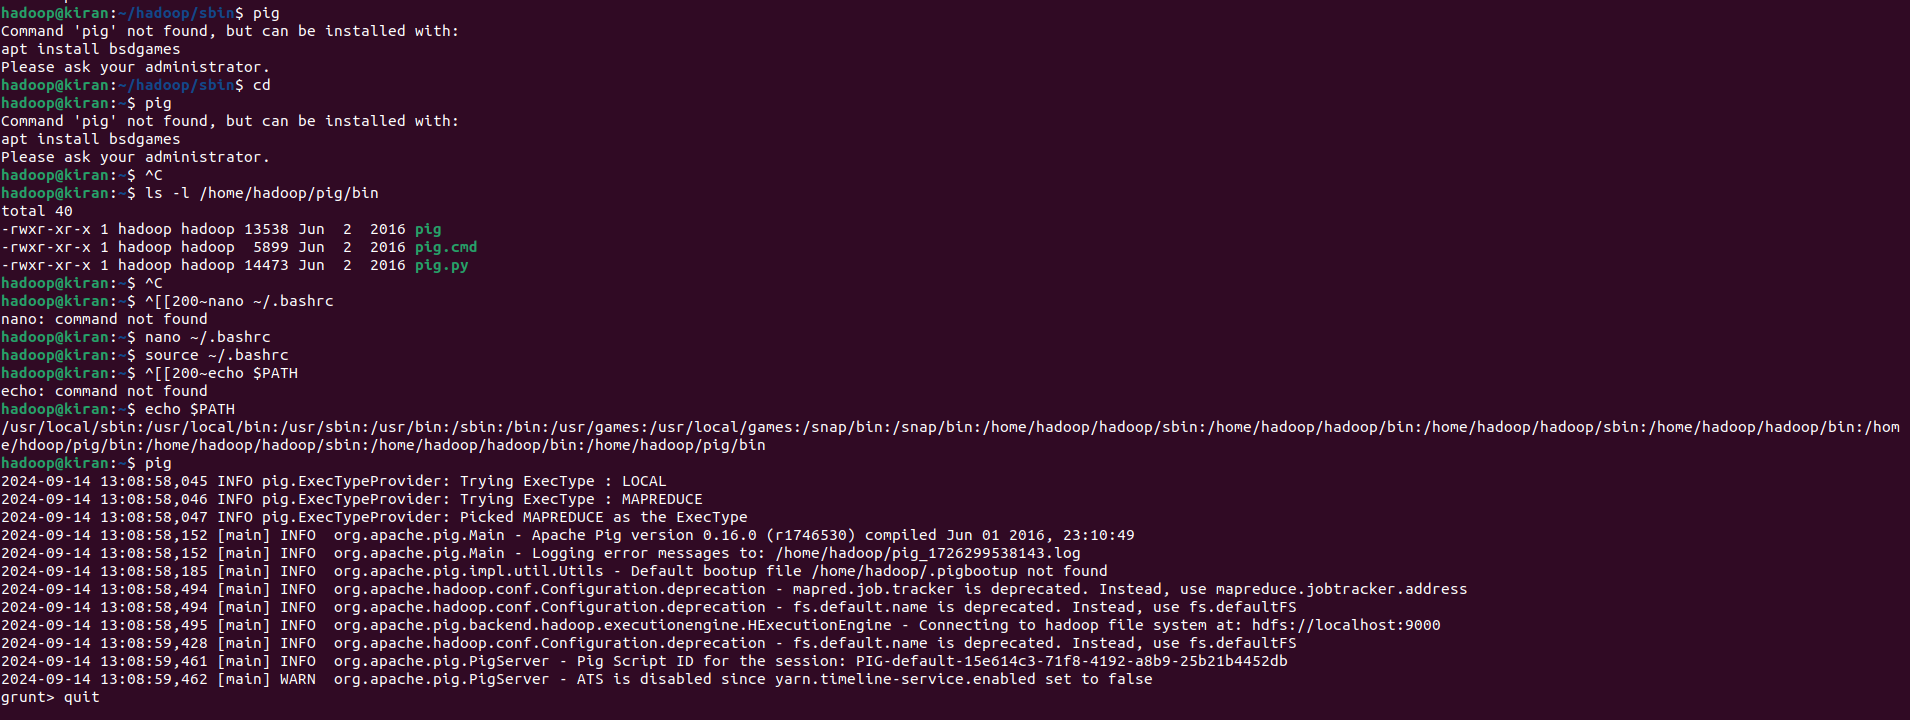 hadoop@kiran:~/hadoop/sbin$ pig
Command 'pig' not found, but can be installed with:
apt install bsdgames
Please ask your administrator.
hadoop@kiran:~/hadoop/sbin$ cd
hadoop@kiran:~$ pig
Command 'pig' not found, but can be installed with:
apt install bsdgames
Please ask your administrator.
hadoop@kiran:~$ ^C
hadoop@kiran:~$ ls -l /home/hadoop/pig/bin
total 40
-rwxr-xr-x 1 hadoop hadoop 13538 Jun  2  2016 pig
-rwxr-xr-x 1 hadoop hadoop  5899 Jun  2  2016 pig.cmd
-rwxr-xr-x 1 hadoop hadoop 14473 Jun  2  2016 pig.py
hadoop@kiran:~$ ^C
hadoop@kiran:~$ ^[[200~nano ~/.bashrc
nano: command not found
hadoop@kiran:~$ nano ~/.bashrc
hadoop@kiran:~$ source ~/.bashrc
hadoop@kiran:~$ ^[[200~echo $PATH
echo: command not found
hadoop@kiran:~$ echo $PATH
/usr/local/sbin:/usr/local/bin:/usr/sbin:/usr/bin:/sbin:/bin:/usr/games:/usr/local/games:/snap/bin:/snap/bin:/home/hadoop/hadoop/sbin:/home/hadoop/hadoop/bin:/home/hadoop/hadoop/sbin:/home/hadoop/hadoop/bin:/hom
e/hdoop/pig/bin:/home/hadoop/hadoop/sbin:/home/hadoop/hadoop/bin:/home/hadoop/pig/bin
hadoop@kiran:~$ pig
2024-09-14 13:08:58,045 INFO pig.ExecTypeProvider: Trying ExecType : LOCAL
2024-09-14 13:08:58,046 INFO pig.ExecTypeProvider: Trying ExecType : MAPREDUCE
2024-09-14 13:08:58,047 INFO pig.ExecTypeProvider: Picked MAPREDUCE as the ExecType
2024-09-14 13:08:58,152 [main] INFO  org.apache.pig.Main - Apache Pig version 0.16.0 (r1746530) compiled Jun 01 2016, 23:10:49
2024-09-14 13:08:58,152 [main] INFO  org.apache.pig.Main - Logging error messages to: /home/hadoop/pig_1726299538143.log
2024-09-14 13:08:58,185 [main] INFO  org.apache.pig.impl.util.Utils - Default bootup file /home/hadoop/.pigbootup not found
2024-09-14 13:08:58,494 [main] INFO  org.apache.hadoop.conf.Configuration.deprecation - mapred.job.tracker is deprecated. Instead, use mapreduce.jobtracker.address
2024-09-14 13:08:58,494 [main] INFO  org.apache.hadoop.conf.Configuration.deprecation - fs.default.name is deprecated. Instead, use fs.defaultFS
2024-09-14 13:08:58,495 [main] INFO  org.apache.pig.backend.hadoop.executionengine.HExecutionEngine - Connecting to hadoop file system at: hdfs://localhost:9000
2024-09-14 13:08:59,428 [main] INFO  org.apache.hadoop.conf.Configuration.deprecation - fs.default.name is deprecated. Instead, use fs.defaultFS
2024-09-14 13:08:59,461 [main] INFO  org.apache.pig.PigServer - Pig Script ID for the session: PIG-default-15e614c3-71f8-4192-a8b9-25b21b4452db
2024-09-14 13:08:59,462 [main] WARN  org.apache.pig.PigServer - ATS is disabled since yarn.timeline-service.enabled set to false
grunt> quit